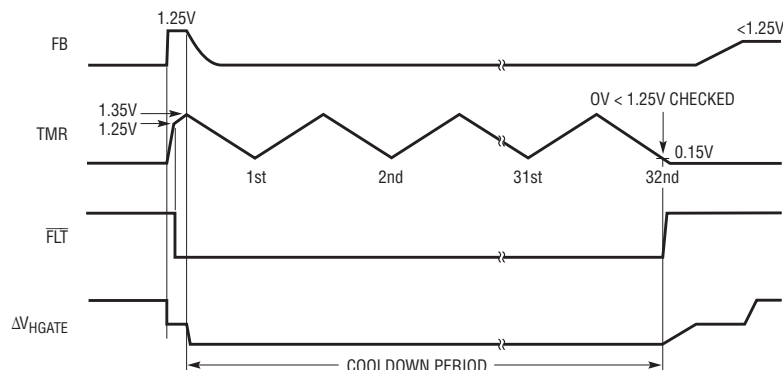 1.25V
<1.25V
FB
1.35V
1.25V
OV < 1.25V CHECKED
TMR
0.15V
1st
2nd
31st
32nd
FLT
ΔVHGATE
COOLDOWN PERIOD